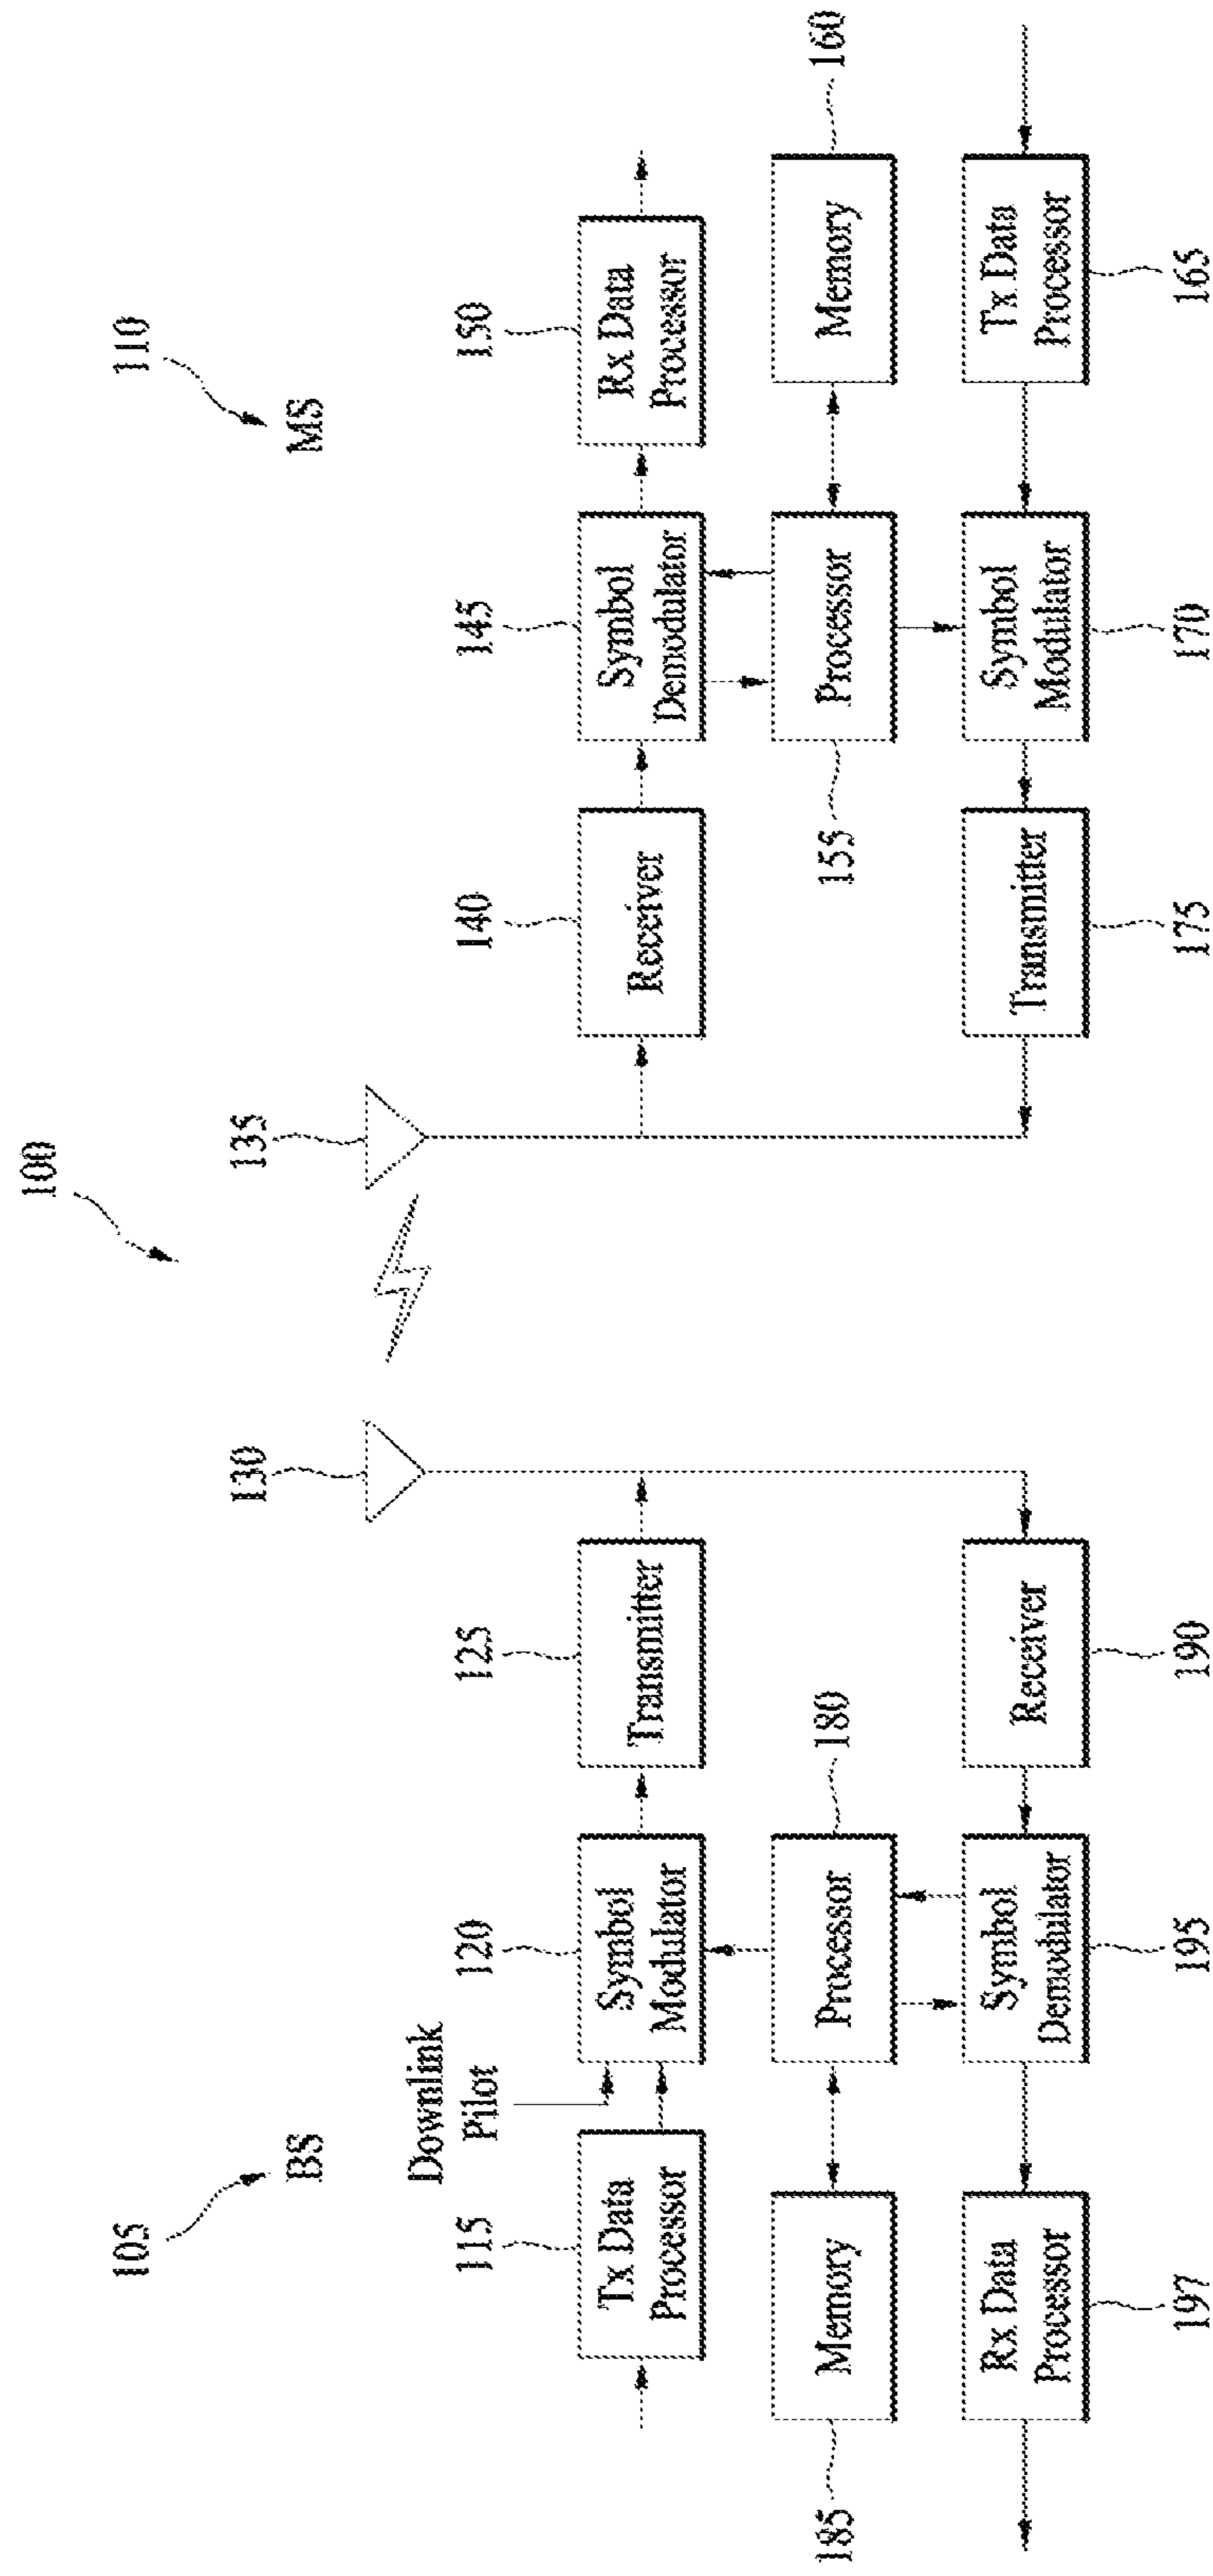 100
105
BS
110
MS
130
135
Downlink
Pilot
115
120
125
140
145
150
Tx Data
Processor
Symbol
Modulator
Transmitter
Receiver
Symbol
Demodulator
Rx Data
Processor
185
Memory
Processor
180
155
Processor
Memory
160
Rx Data
Processor
Symbol
Demodulator
Receiver
Transmitter
Symbol
Modulator
Tx Data
Processor
197
195
190
175
170
165